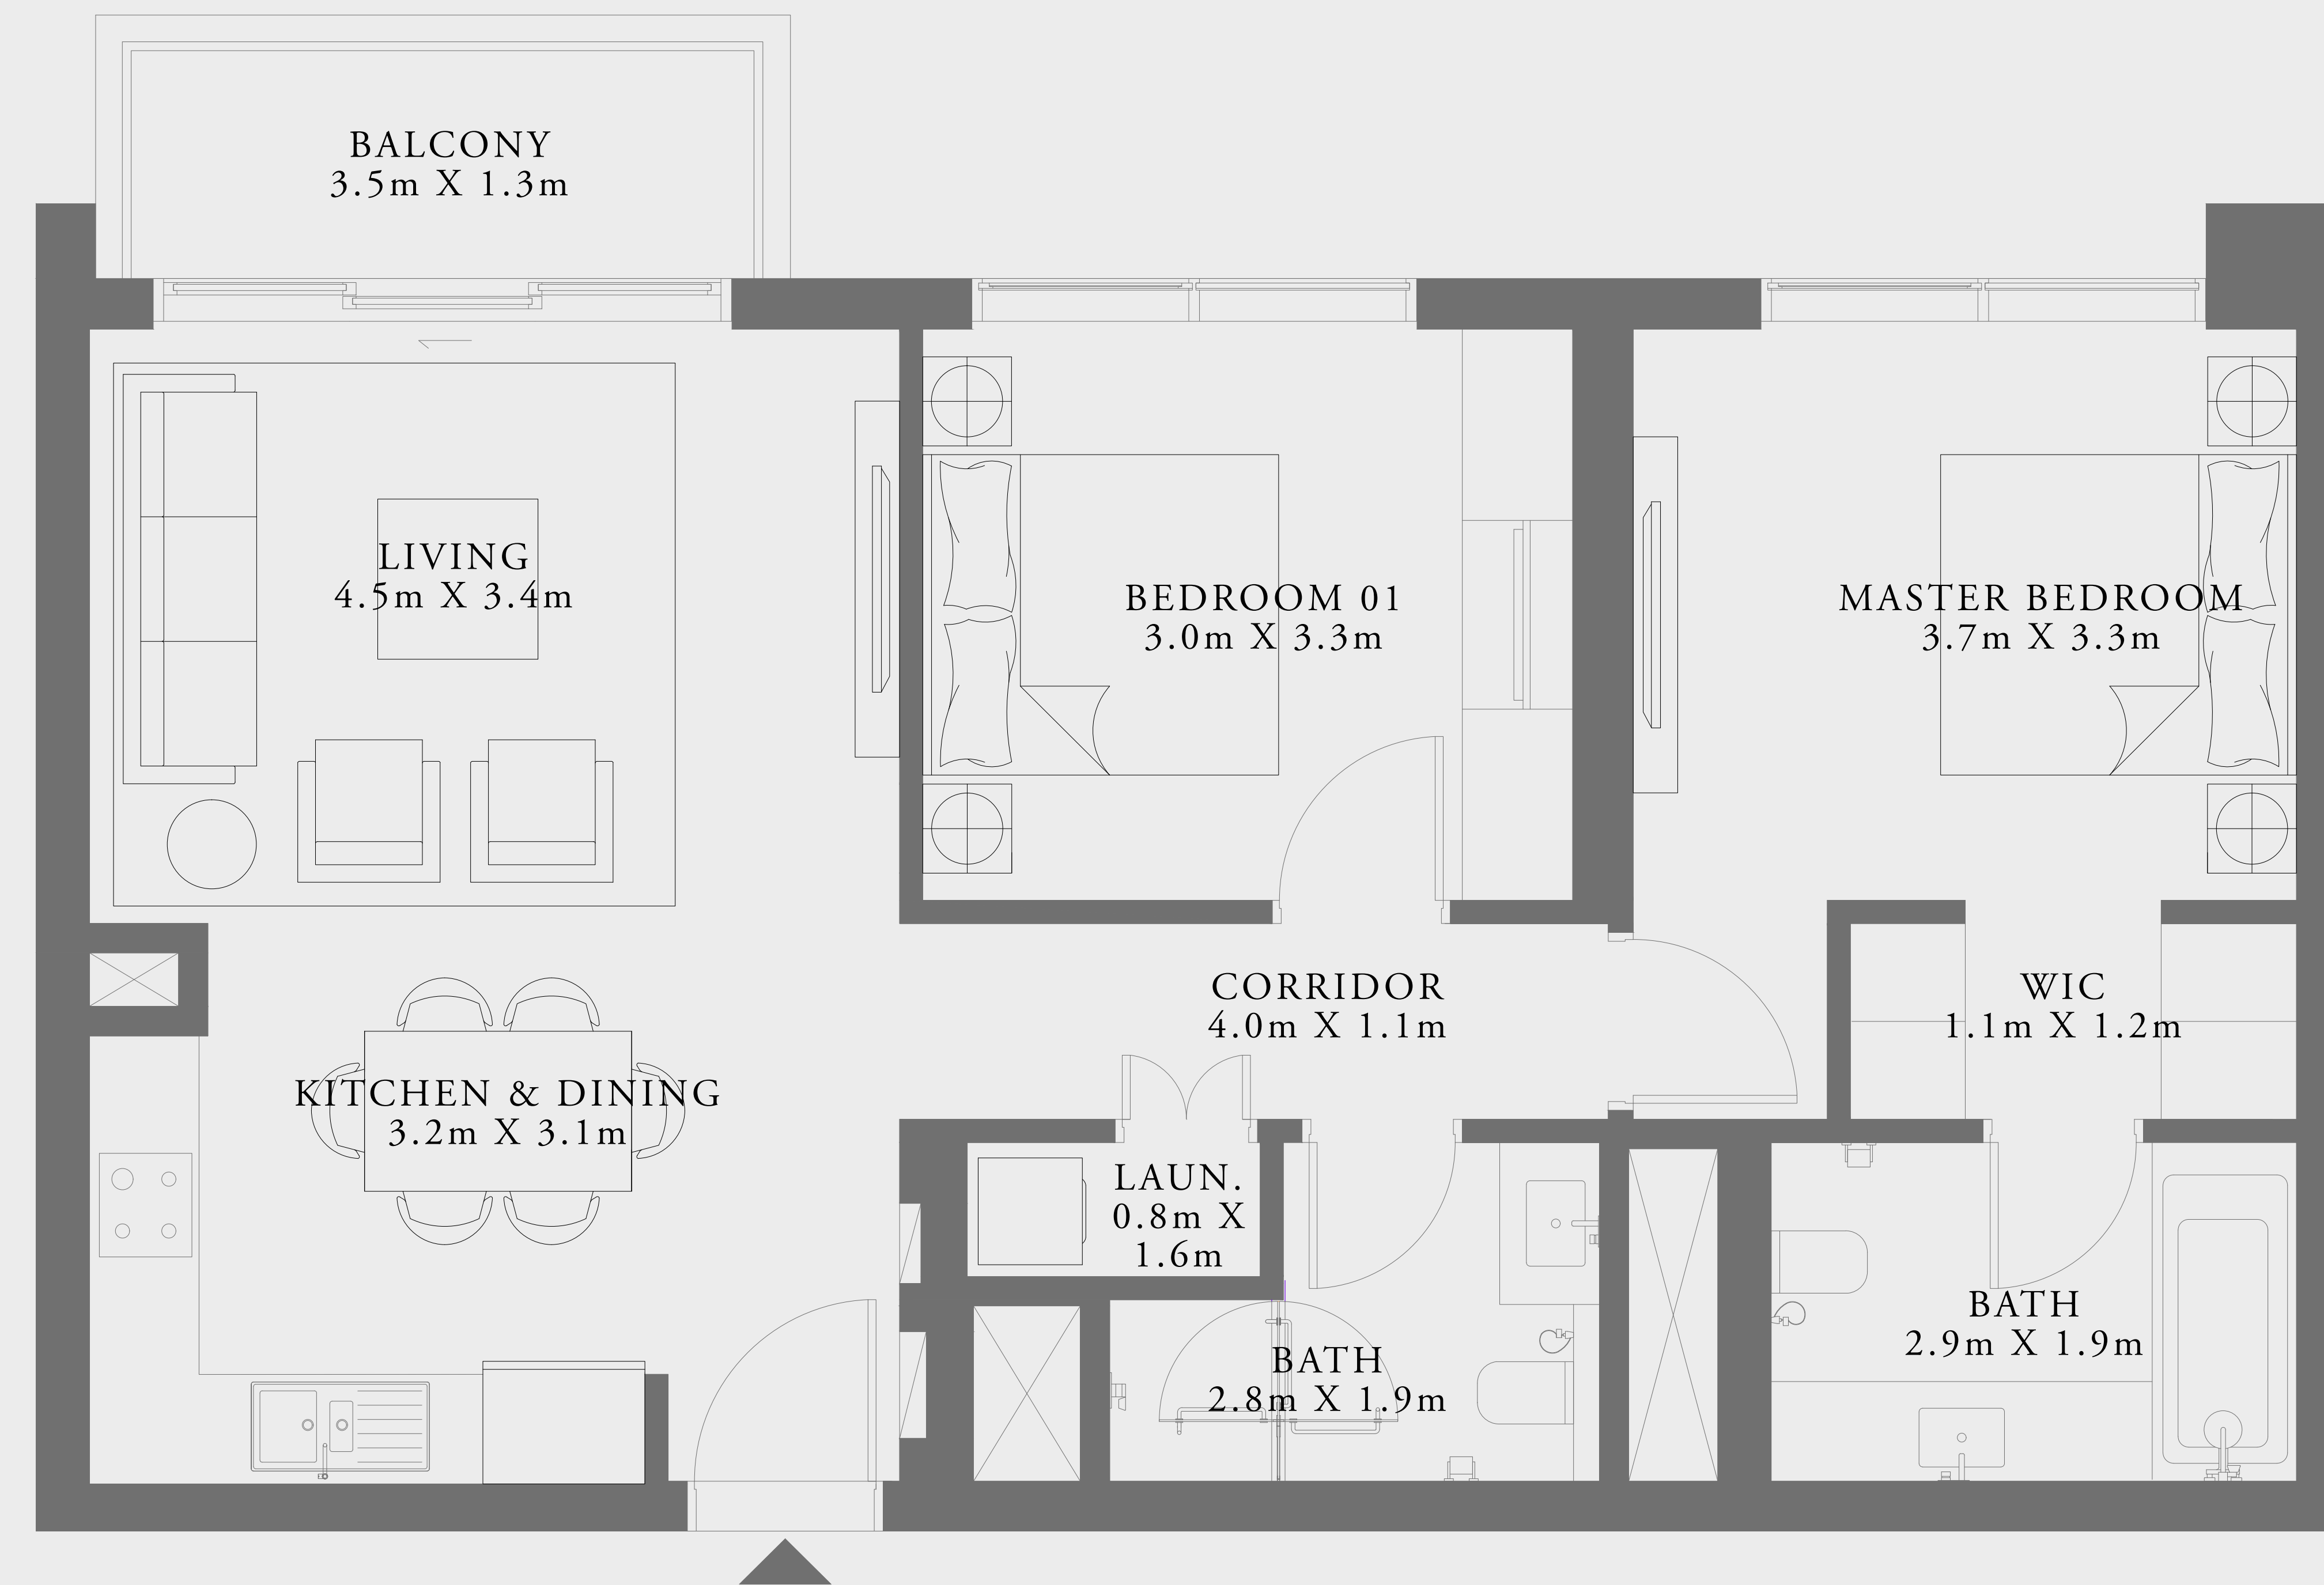 BALCONY
3.5m X 1.3m
LIVING
4.5m X 3.4m
BEDROOM 01
3.0m X 3.3m
MASTER BEDROOM
3.7m X 3.3m
CORRIDOR
4.0m X 1.1m
WIC
1.1m X 1.2m
KITCHEN & DINING
3.2m X 3.1m
LAUN.
0.8m X
1.6m
BATH
2.8m X 1.9m
BATH
2.9m X 1.9m